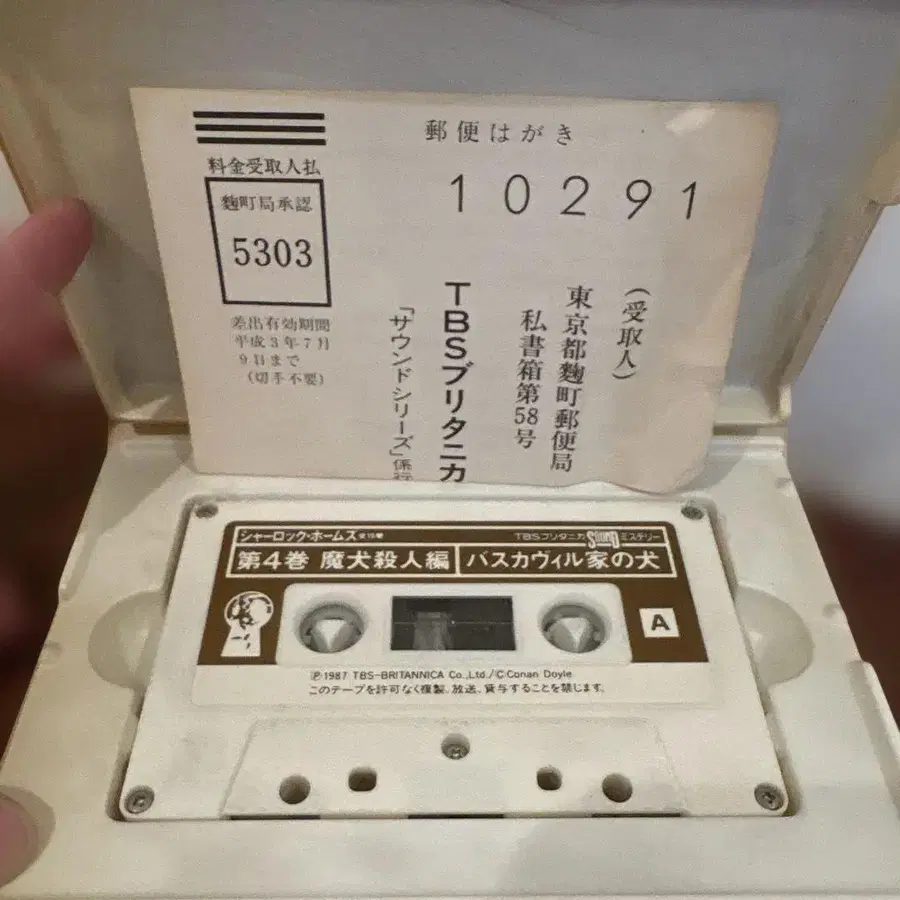 郵便はがき
料金受取人払
麴町局承認
5303
差出有効期間
平成3年7月
9日まで
(切手不要)
10291
(受取人)
東京都麴町郵便局
私書箱第58号
TBSブリタニカ
「サウンドシリーズ」係行
シャーロック・ホームズ
TBSブリタニカ SOUND ミステリー
第4巻 魔犬殺人編 バスカヴィル家の犬
A
Ⓟ1987 TBS-BRITANNICA Co.,Ltd./©Conan Doyle
このテープを許可なく複製、放送、貸与することを禁じます。